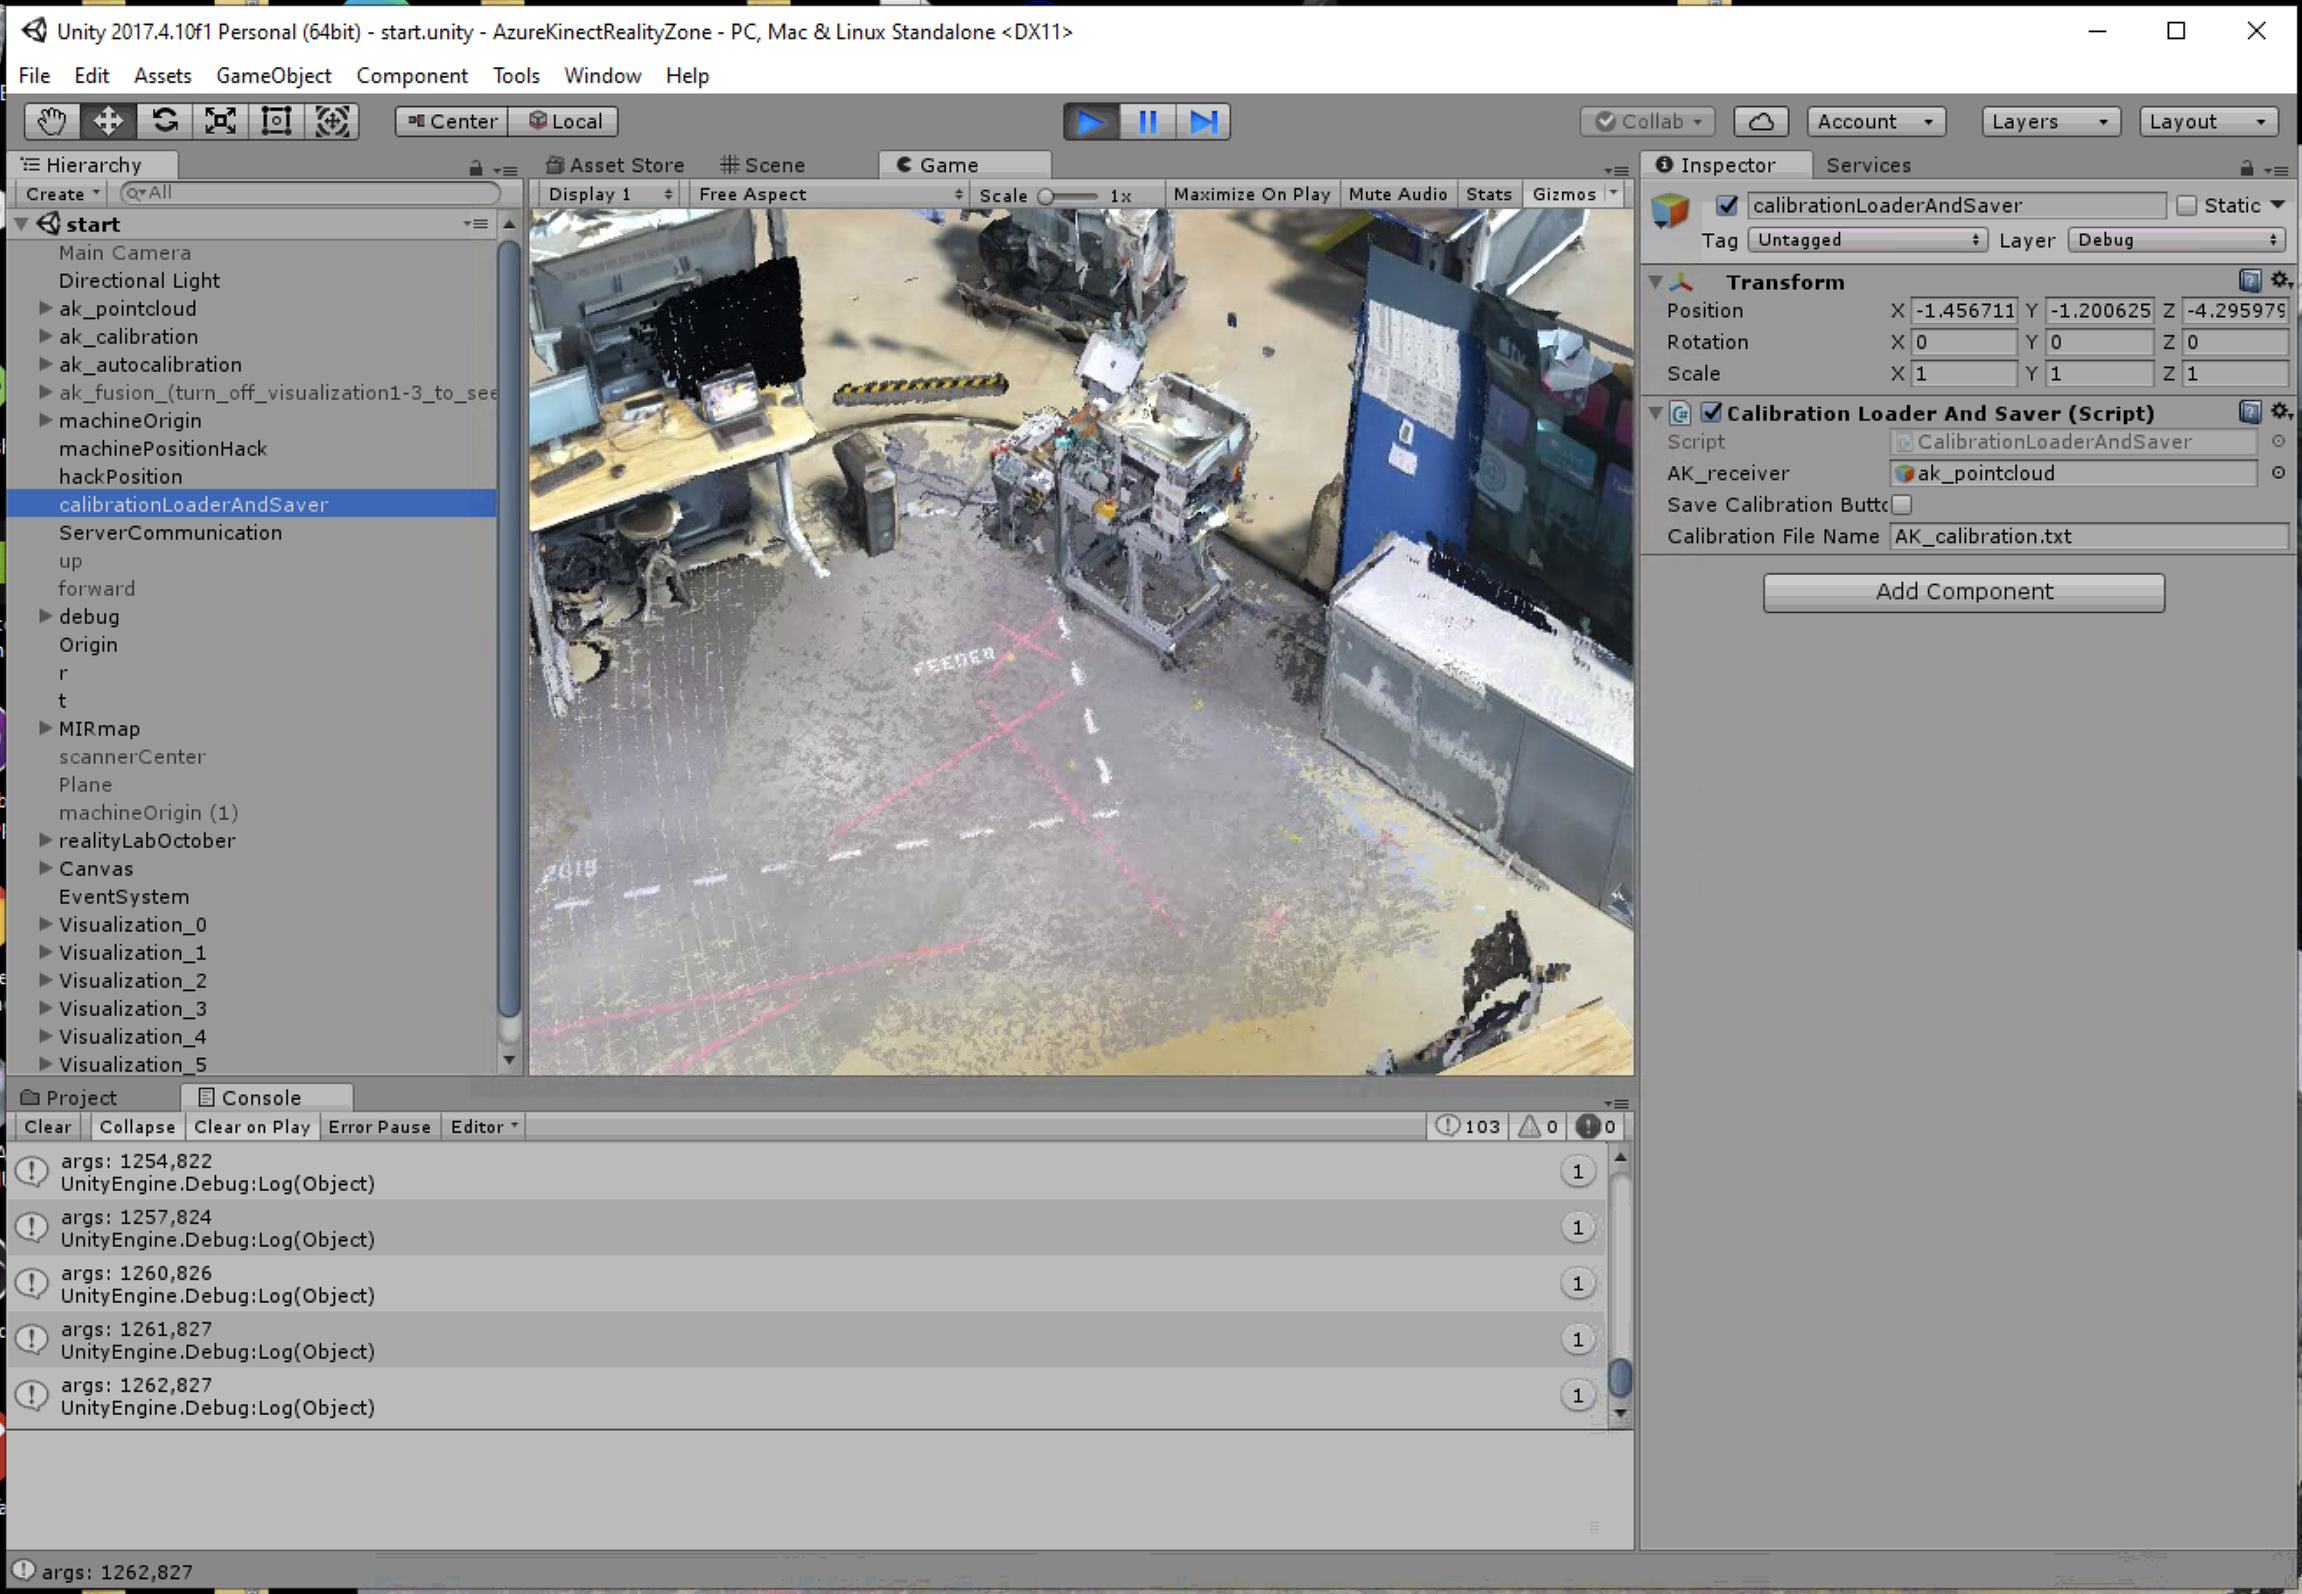 Unity 2017.4.10f1 Personal (64bit) - start.unity - AzureKinectRealityZone - PC, Mac & Linux Standalone <DX11>
File Edit Assets GameObject Component Tools Window Help
Center Local Collab Account Layers Layout
Hierarchy
Create All
start
Main Camera
Directional Light
ak_pointcloud
ak_calibration
ak_autocalibration
ak_fusion_(turn_off_visualization1-3_to_see
machineOrigin
machinePositionHack
hackPosition
calibrationLoaderAndSaver
ServerCommunication
up
forward
debug
Origin
r
t
MIRmap
scannerCenter
Plane
machineOrigin (1)
realityLabOctober
Canvas
EventSystem
Visualization_0
Visualization_1
Visualization_2
Visualization_3
Visualization_4
Visualization_5
Asset Store Scene Game
Display 1 Free Aspect Scale 1x Maximize On Play Mute Audio Stats Gizmos
FEEDER
2019
Inspector Services
calibrationLoaderAndSaver Static
Tag Untagged Layer Debug
Transform
Position X -1.456711 Y -1.200625 Z -4.295979
Rotation X 0 Y 0 Z 0
Scale X 1 Y 1 Z 1
Calibration Loader And Saver (Script)
Script CalibrationLoaderAndSaver
AK_receiver ak_pointcloud
Save Calibration Butto
Calibration File Name AK_calibration.txt
Add Component
Project Console
Clear Collapse Clear on Play Error Pause Editor 103 0 0
args: 1254,822
UnityEngine.Debug:Log(Object) 1
args: 1257,824
UnityEngine.Debug:Log(Object) 1
args: 1260,826
UnityEngine.Debug:Log(Object) 1
args: 1261,827
UnityEngine.Debug:Log(Object) 1
args: 1262,827
UnityEngine.Debug:Log(Object) 1
args: 1262,827